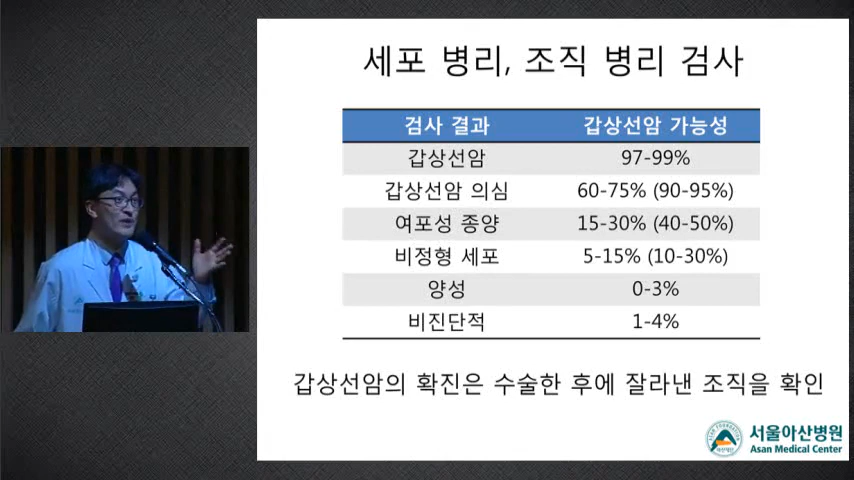 세포 병리, 조직 병리 검사
검사 결과 갑상선암 가능성
갑상선암 97-99%
갑상선암 의심 60-75% (90-95%)
여포성 종양 15-30% (40-50%)
비정형 세포 5-15% (10-30%)
양성 0-3%
비진단적 1-4%
갑상선암의 확진은 수술한 후에 잘라낸 조직을 확인
서울아산병원
Asan Medical Center